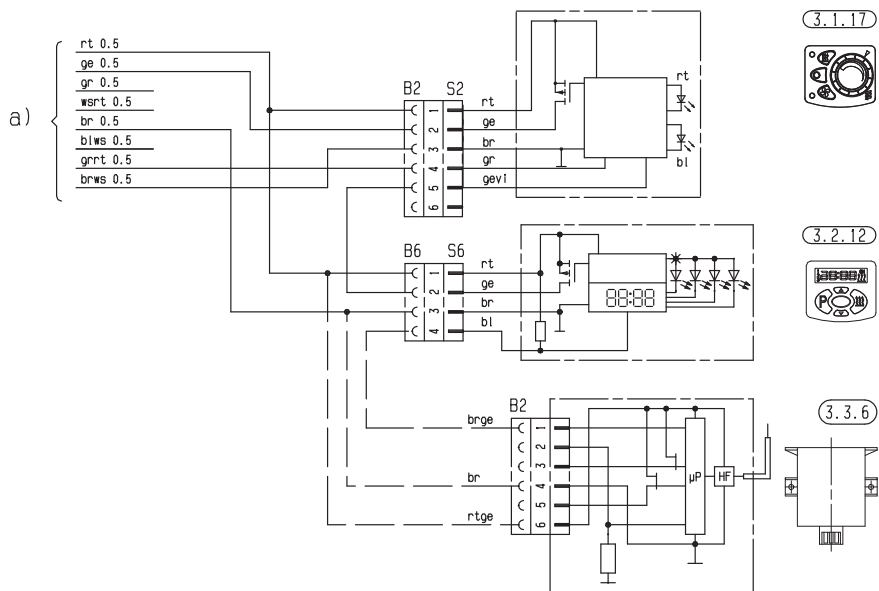 a)
rt 0.5
ge 0.5
gr 0.5
wsrt 0.5
br 0.5
blws 0.5
grrt 0.5
brws 0.5
B2 S2
1 rt
2 ge
3 br
4 gr
5 gevi
6
rt
bl
3.1.17
B6 S6
1 rt
2 ge
3 br
4 bl
88:88
3.2.12
P
B2
brge 1
2
3
br 4
5
rtge 6
µP
HF
3.3.6